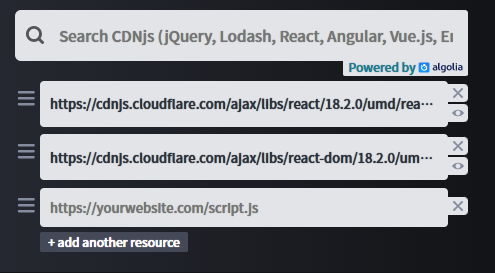 Search CDNjs (jQuery, Lodash, React, Angular, Vue.js, Er
Powered by algolia
https://cdnjs.cloudflare.com/ajax/libs/react/18.2.0/umd/rea···
https://cdnjs.cloudflare.com/ajax/libs/react-dom/18.2.0/um···
https://yourwebsite.com/script.js
+ add another resource